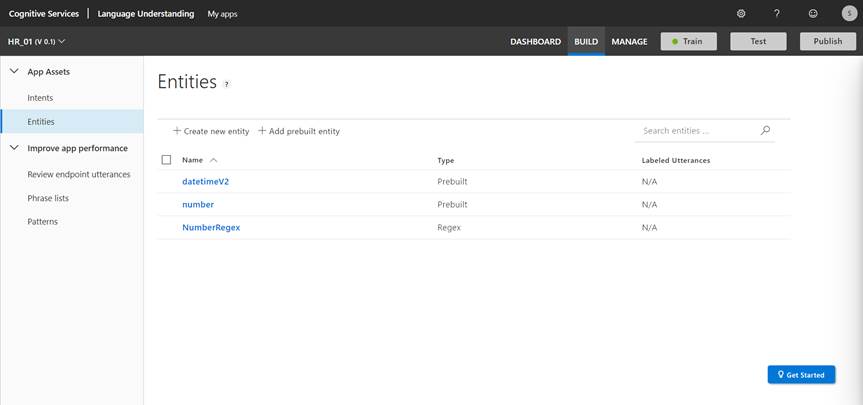 Cognitive Services | Language Understanding My apps ? S
HR_01 (V 0.1) DASHBOARD BUILD MANAGE Train Test Publish
App Assets
Intents
Entities
Improve app performance
Review endpoint utterances
Phrase lists
Patterns
Entities ?
+ Create new entity + Add prebuilt entity Search entities ...
Name Type Labeled Utterances
datetimeV2 Prebuilt N/A
number Prebuilt N/A
NumberRegex Regex N/A
Get Started